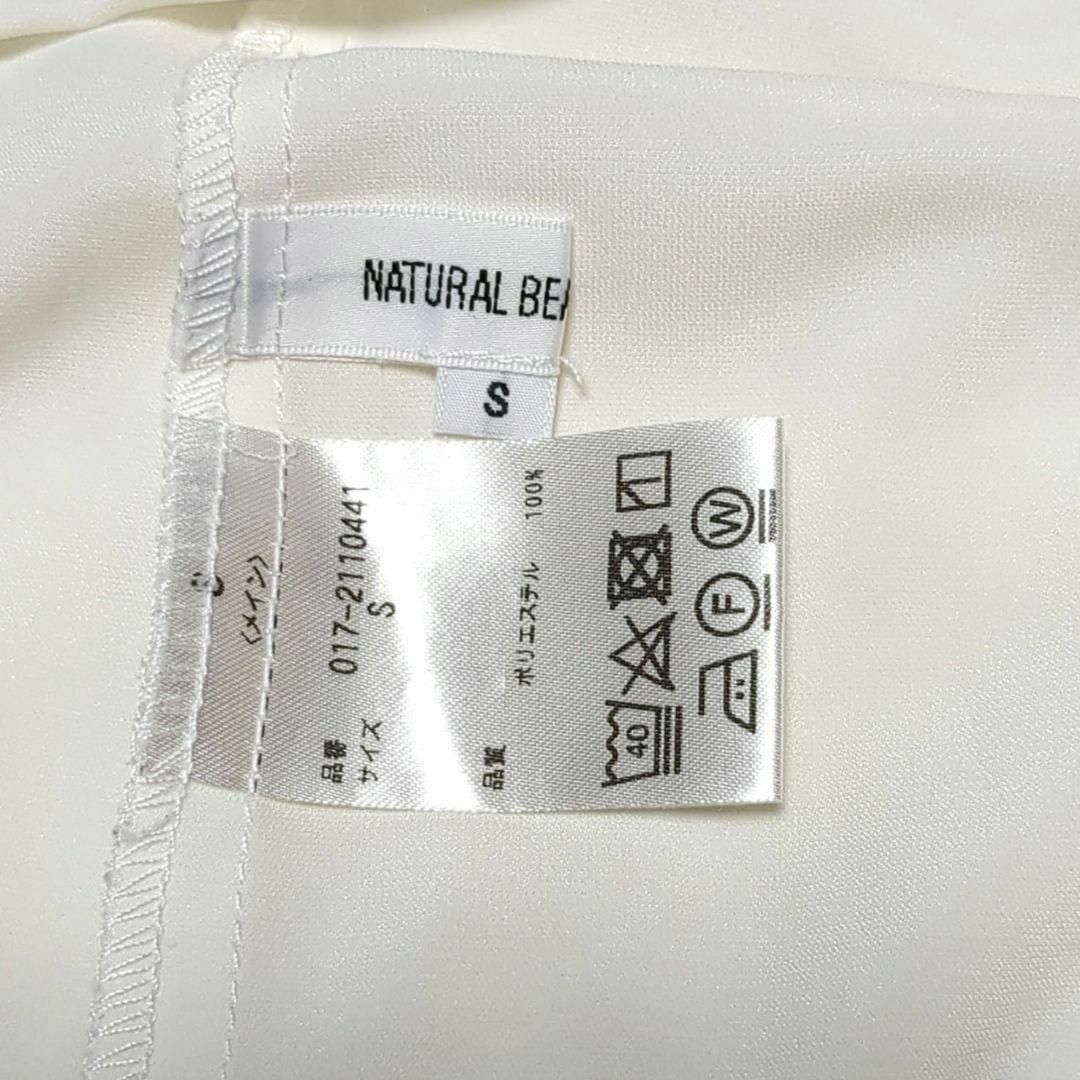 NATURAL BEA
S
〈メイン〉
品番 017-2110441
サイズ S
品質 ポリエステル 100%
40
W
F